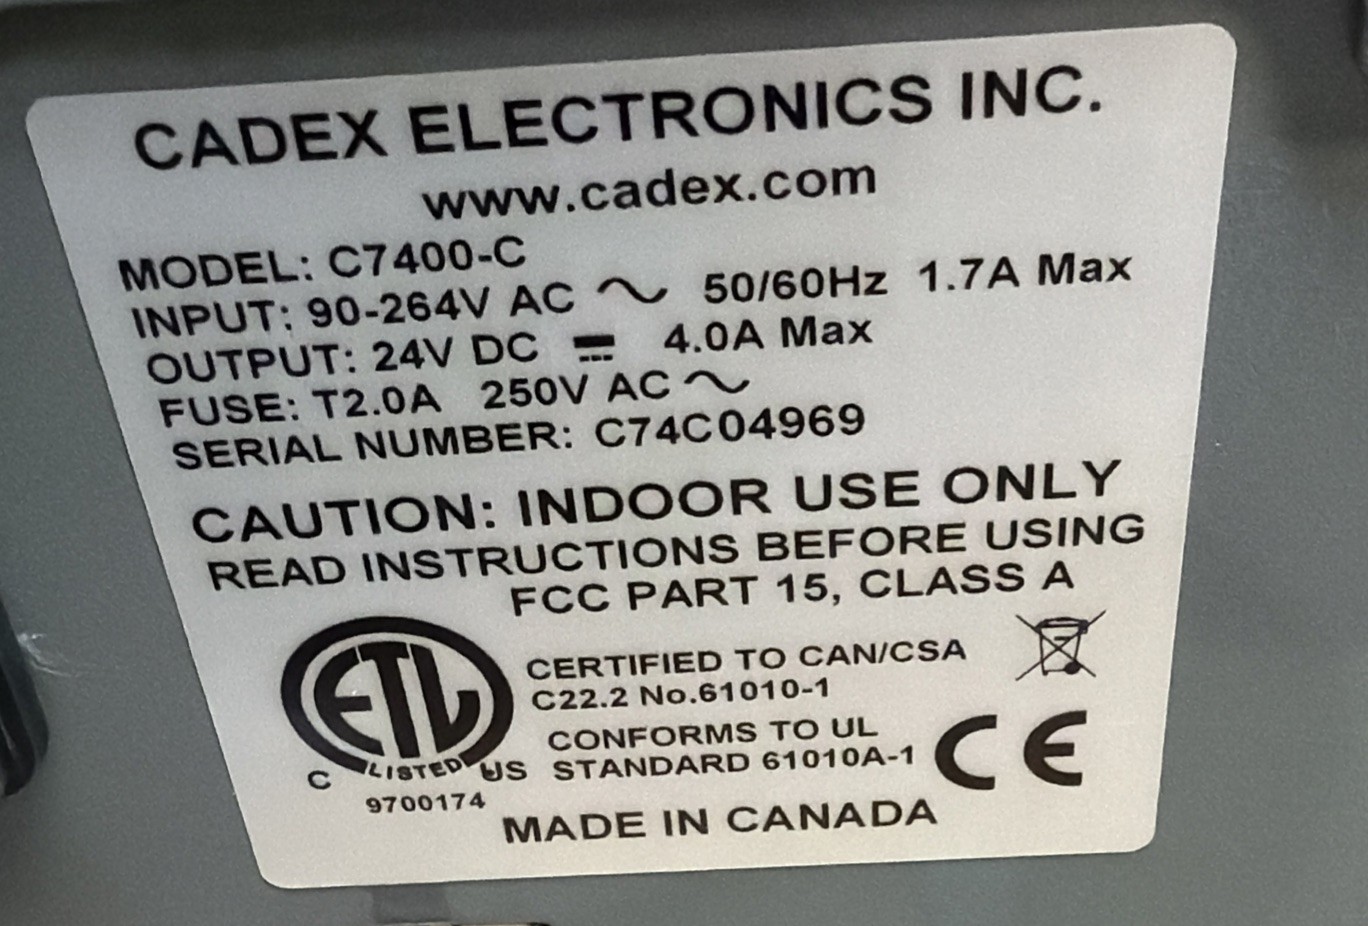 CADEX ELECTRONICS INC.
www.cadex.com
MODEL: C7400-C
INPUT: 90-264V AC 50/60Hz 1.7A Max
OUTPUT: 24V DC 4.0A Max
FUSE: T2.0A 250V AC
SERIAL NUMBER: C74C04969
CAUTION: INDOOR USE ONLY
READ INSTRUCTIONS BEFORE USING
FCC PART 15, CLASS A
ETL
C LISTED US
9700174
CERTIFIED TO CAN/CSA
C22.2 No.61010-1
CONFORMS TO UL
STANDARD 61010A-1
CE
MADE IN CANADA